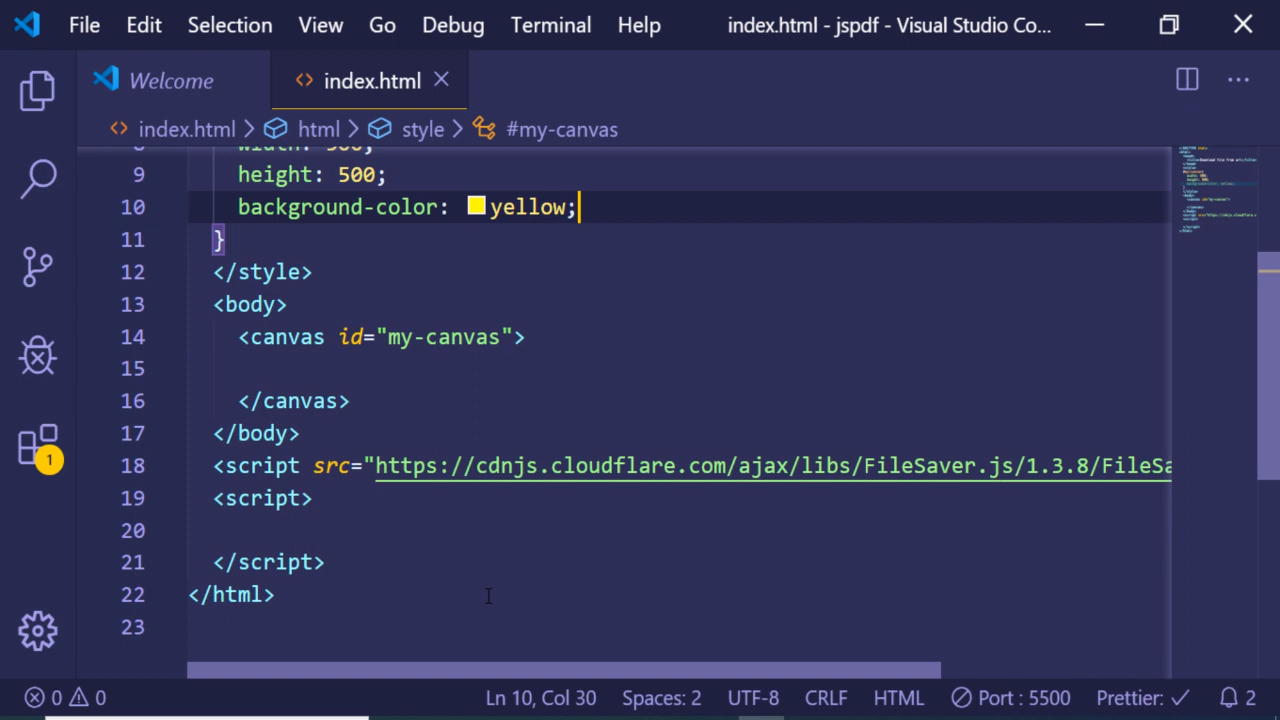 File Edit Selection View Go Debug Terminal Help index.html - jspdf - Visual Studio Co...
Welcome index.html
index.html html style #my-canvas
9 height: 500;
10 background-color: yellow;
11 }
12 </style>
13 <body>
14 <canvas id="my-canvas">
15
16 </canvas>
17 </body>
18 <script src="https://cdnjs.cloudflare.com/ajax/libs/FileSaver.js/1.3.8/FileSa
19 <script>
20
21 </script>
22 </html>
23
1
0 0 Ln 10, Col 30 Spaces: 2 UTF-8 CRLF HTML Port : 5500 Prettier: ✓ 2